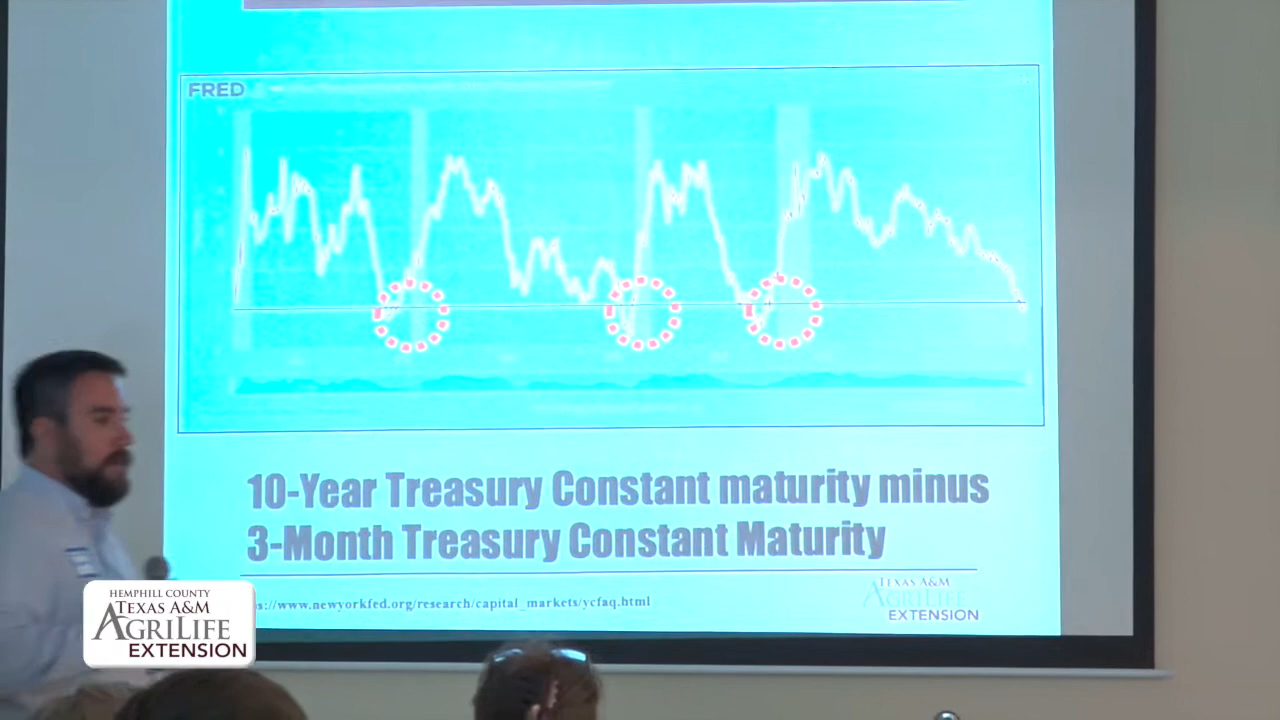 FRED
10-Year Treasury Constant maturity minus
3-Month Treasury Constant Maturity
s://www.newyorkfed.org/research/capital_markets/ycfaq.html
TEXAS A&M
AGRILIFE
EXTENSION
HEMPHILL COUNTY
TEXAS A&M
AGRILIFE
EXTENSION